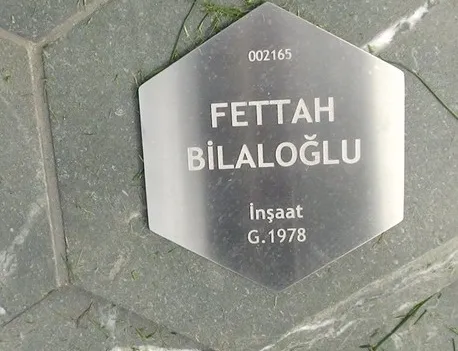 002165
FETTAH
BİLALOĞLU
İnşaat
G.1978